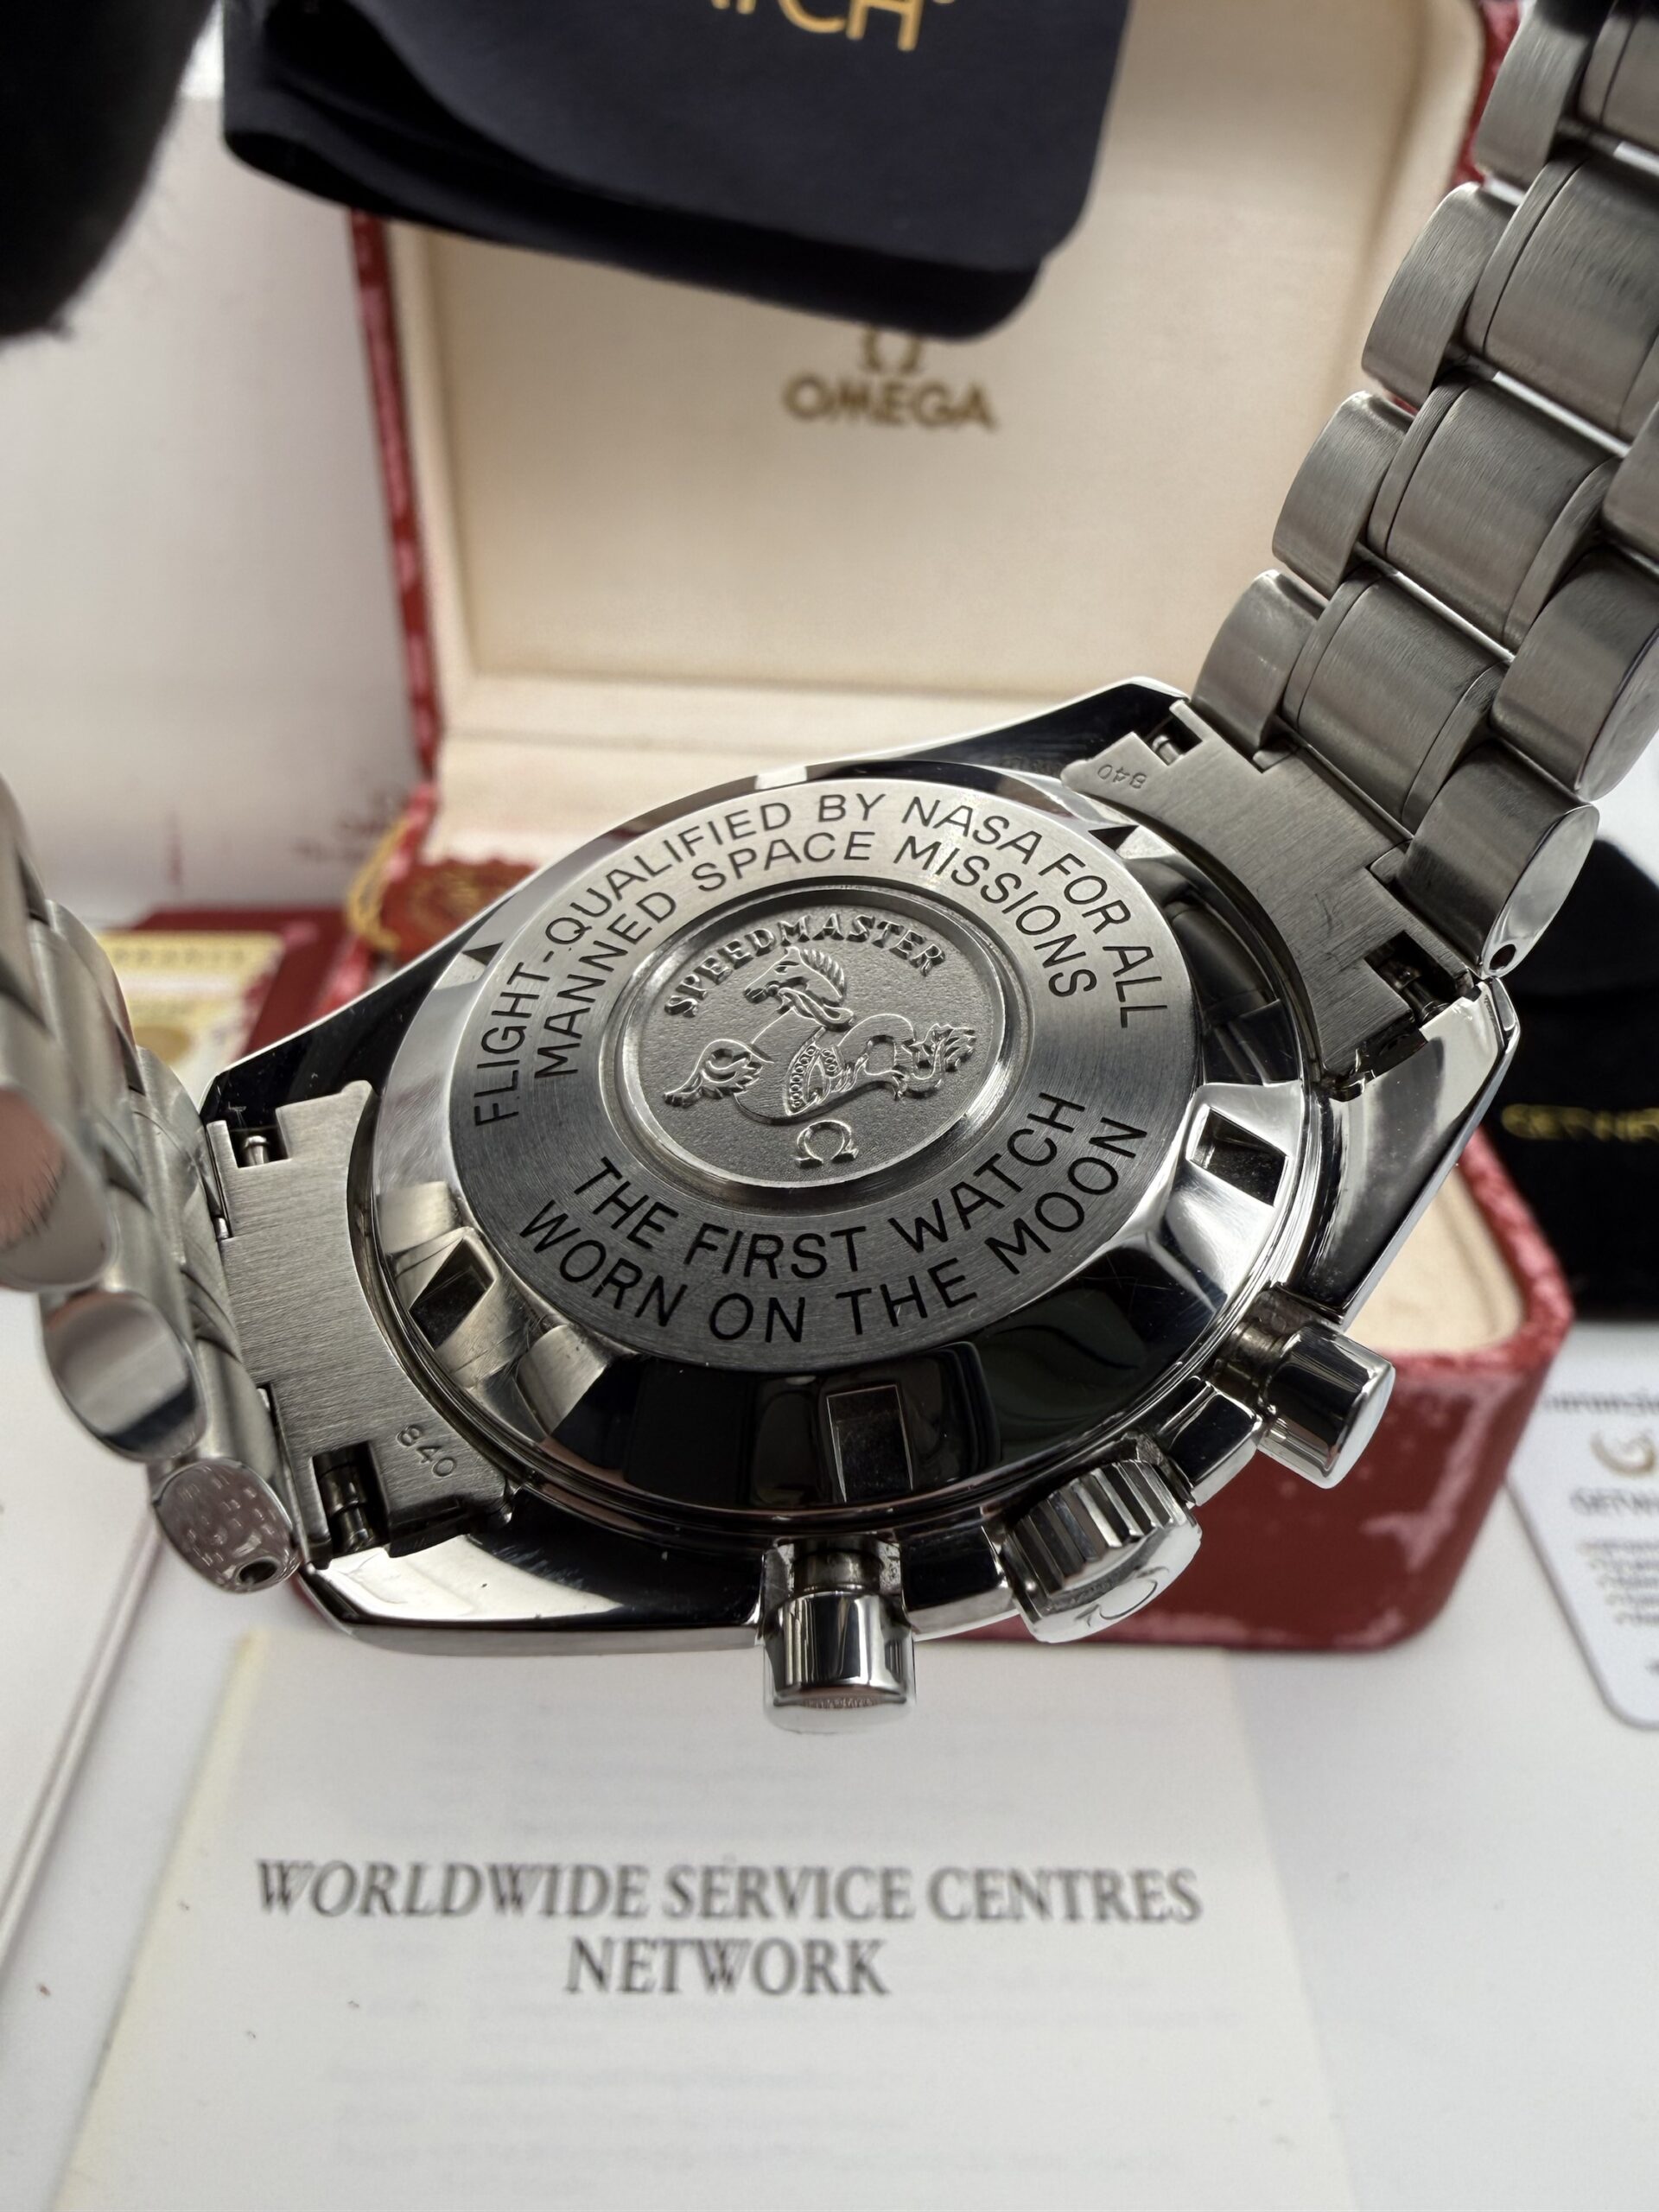 OMEGA
840
FLIGHT-QUALIFIED BY NASA FOR ALL
MANNED SPACE MISSIONS
SPEEDMASTER
THE FIRST WATCH
WORN ON THE MOON
840
WORLDWIDE SERVICE CENTRES
NETWORK